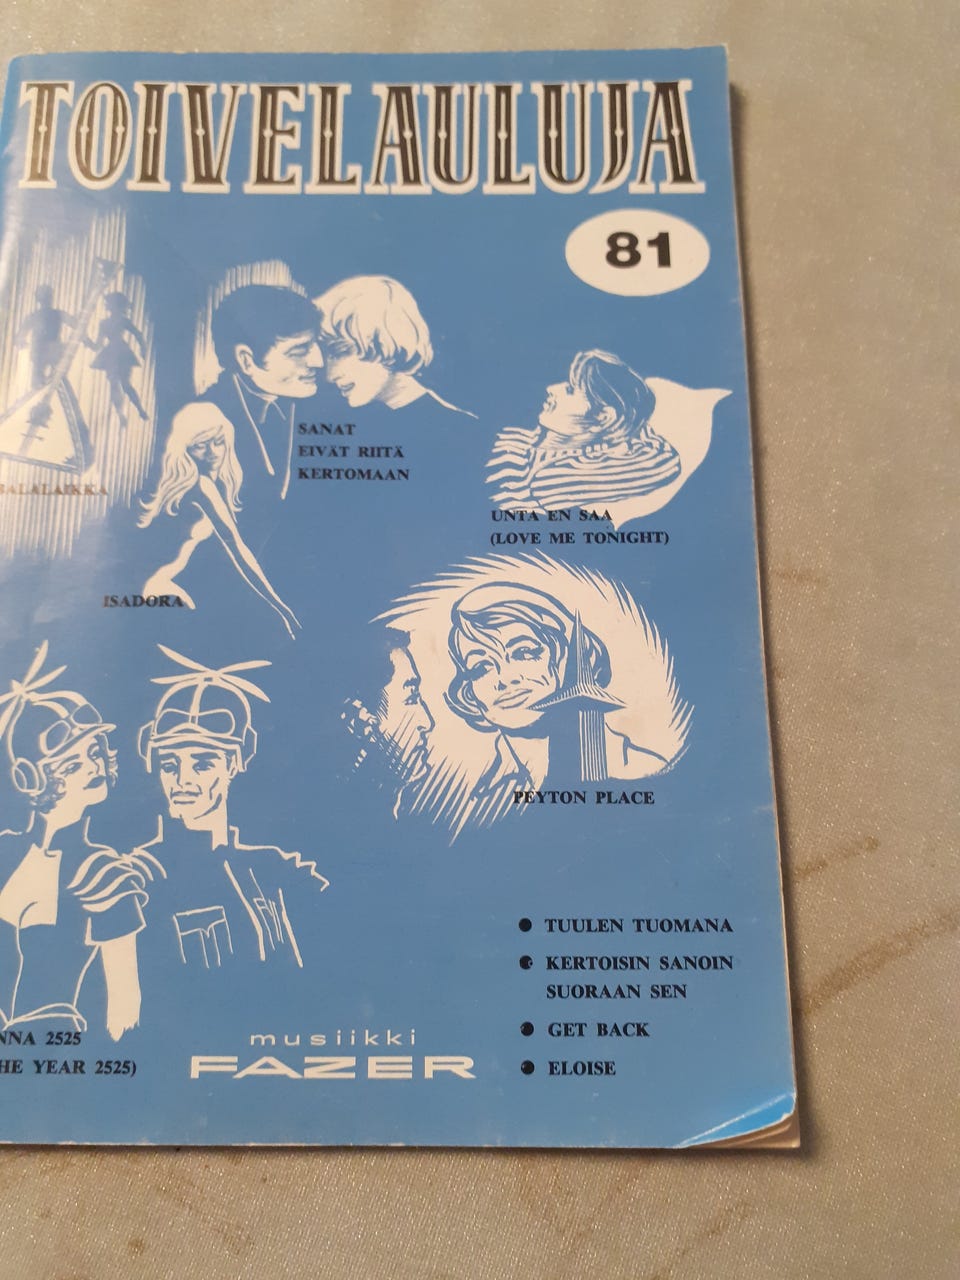 TOIVELAULUJA
81
SANAT
EIVÄT RIITÄ
KERTOMAAN
BALALAIKKA
UNTA EN SAA
(LOVE ME TONIGHT)
ISADORA
PEYTON PLACE
TUULEN TUOMANA
KERTOISIN SANOIN
SUORAAN SEN
GET BACK
ELOISE
NNA 2525
HE YEAR 2525)
musiikki
FAZER